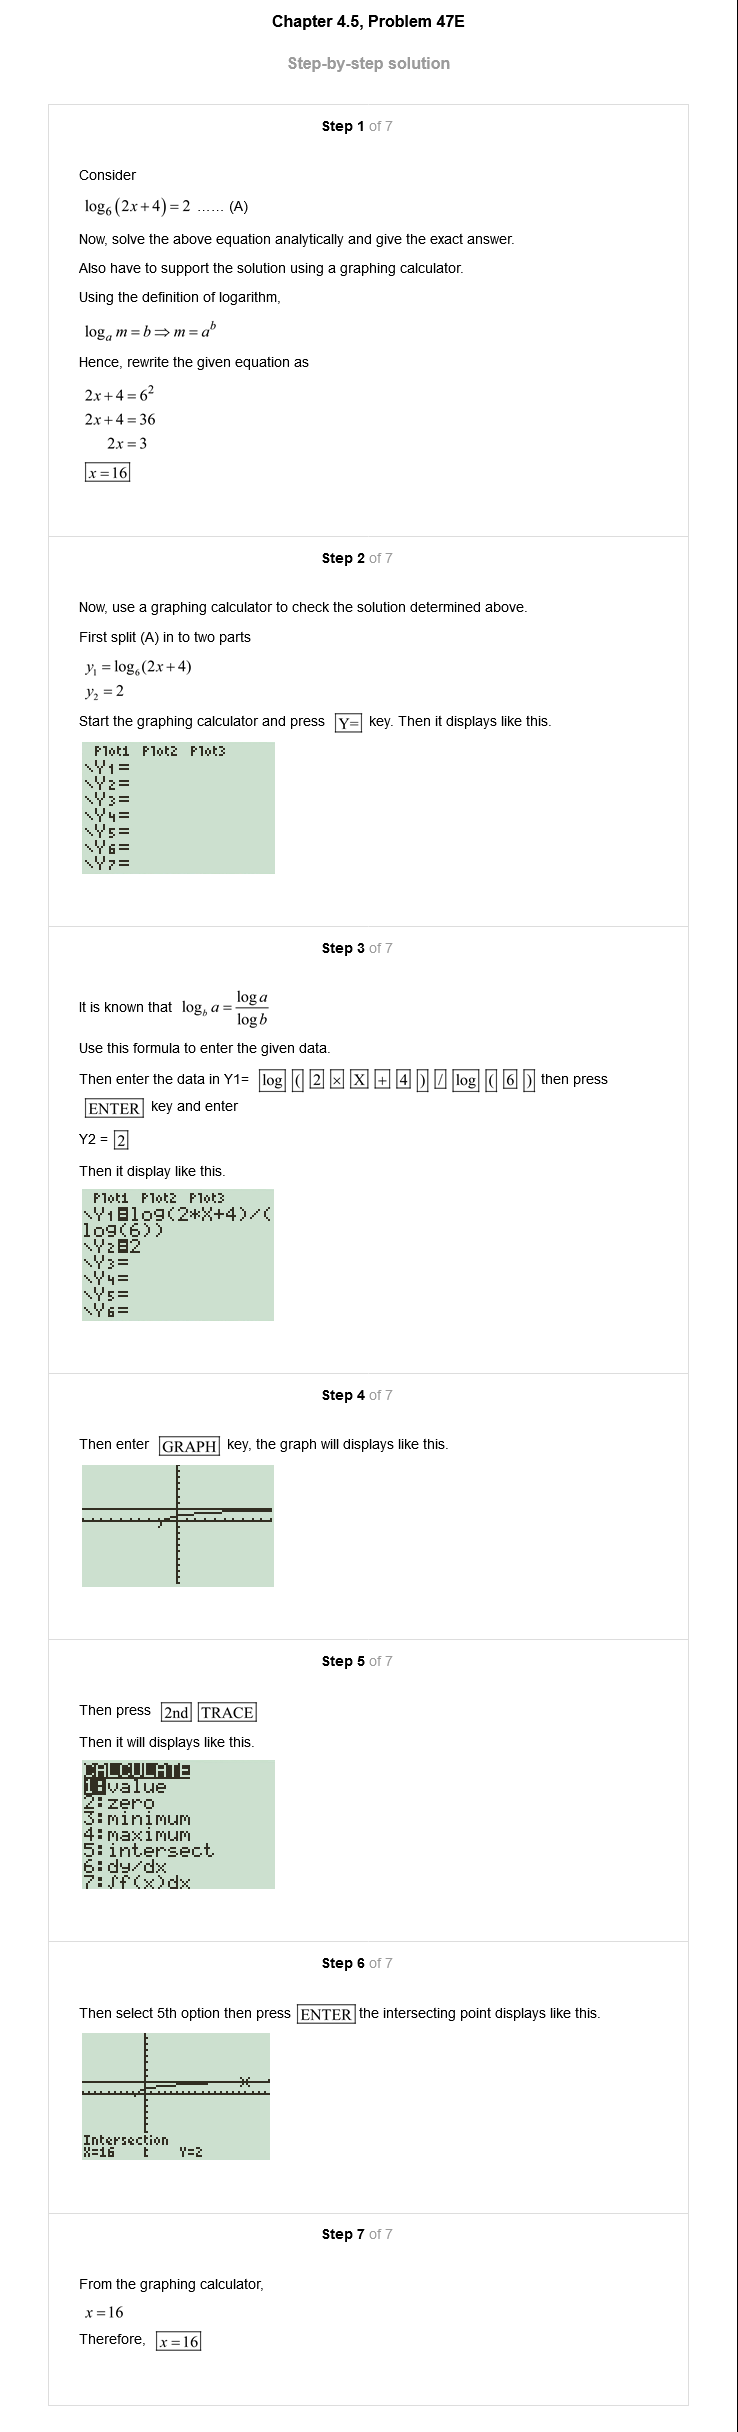 Chapter 4.5, Problem 47E
Step-by-step solution
Step 1 of 7
Consider
log₆(2x+4)=2 ...... (A)
Now, solve the above equation analytically and give the exact answer.
Also have to support the solution using a graphing calculator.
Using the definition of logarithm,
logₐ m = b ⇒ m = aᵇ
Hence, rewrite the given equation as
2x+4=6²
2x+4=36
2x=3
x=16
Step 2 of 7
Now, use a graphing calculator to check the solution determined above.
First split (A) in to two parts
y₁ = log₆(2x+4)
y₂ = 2
Start the graphing calculator and press Y= key. Then it displays like this.
Plot1 Plot2 Plot3
\Y1=
\Y2=
\Y3=
\Y4=
\Y5=
\Y6=
\Y7=
Step 3 of 7
It is known that log_b a = log a / log b
Use this formula to enter the given data.
Then enter the data in Y1= log ( 2 × X + 4 ) / log ( 6 ) then press
ENTER key and enter
Y2 = 2
Then it display like this.
Plot1 Plot2 Plot3
\Y1=log(2*X+4)/(
log(6))
\Y2=2
\Y3=
\Y4=
\Y5=
\Y6=
Step 4 of 7
Then enter GRAPH key, the graph will displays like this.
Step 5 of 7
Then press 2nd TRACE
Then it will displays like this.
CALCULATE
1:value
2:zero
3:minimum
4:maximum
5:intersect
6:dy/dx
7:∫f(x)dx
Step 6 of 7
Then select 5th option then press ENTER the intersecting point displays like this.
Intersection
X=16 Y=2
Step 7 of 7
From the graphing calculator,
x=16
Therefore, x=16